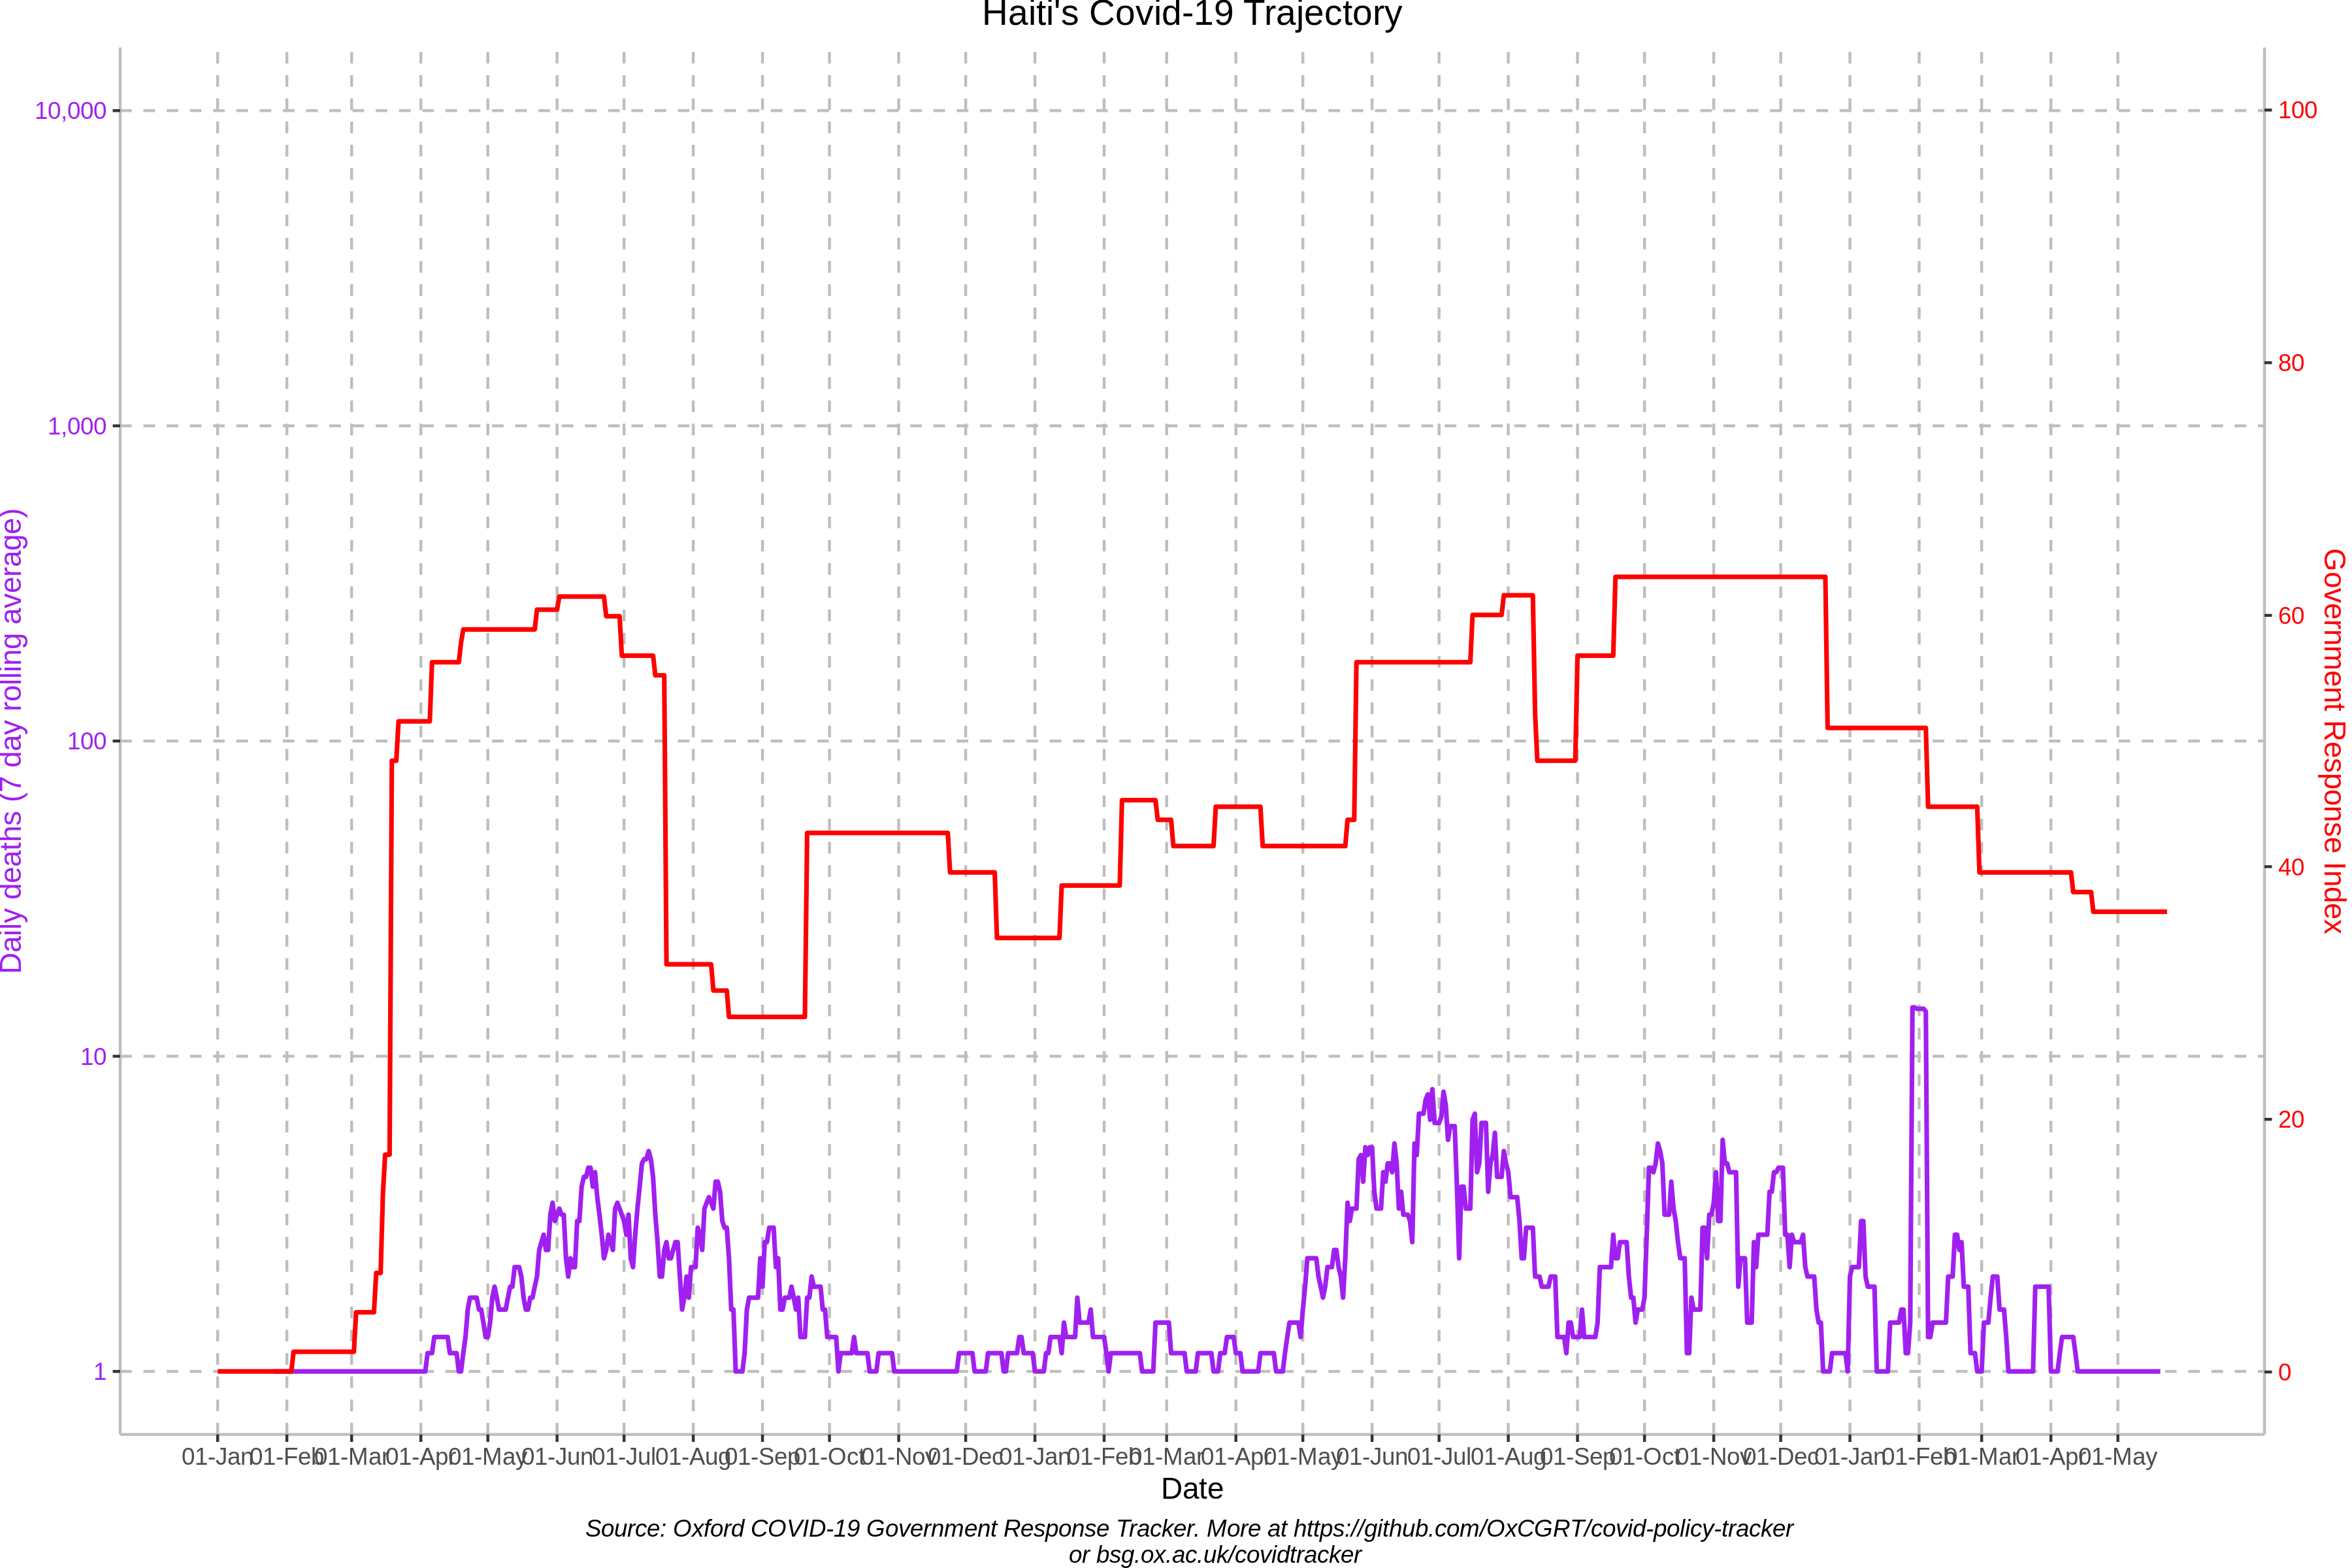 Haiti's Covid-19 Trajectory
10,000
1,000
100
10
1
Daily deaths (7 day rolling average)
100
80
60
40
20
0
Government Response Index
01-Jan 01-Feb 01-Mar 01-Apr 01-May 01-Jun 01-Jul 01-Aug 01-Sep 01-Oct 01-Nov 01-Dec 01-Jan 01-Feb 01-Mar 01-Apr 01-May 01-Jun 01-Jul 01-Aug 01-Sep 01-Oct 01-Nov 01-Dec 01-Jan 01-Feb 01-Mar 01-Apr 01-May
Date
Source: Oxford COVID-19 Government Response Tracker. More at https://github.com/OxCGRT/covid-policy-tracker
or bsg.ox.ac.uk/covidtracker